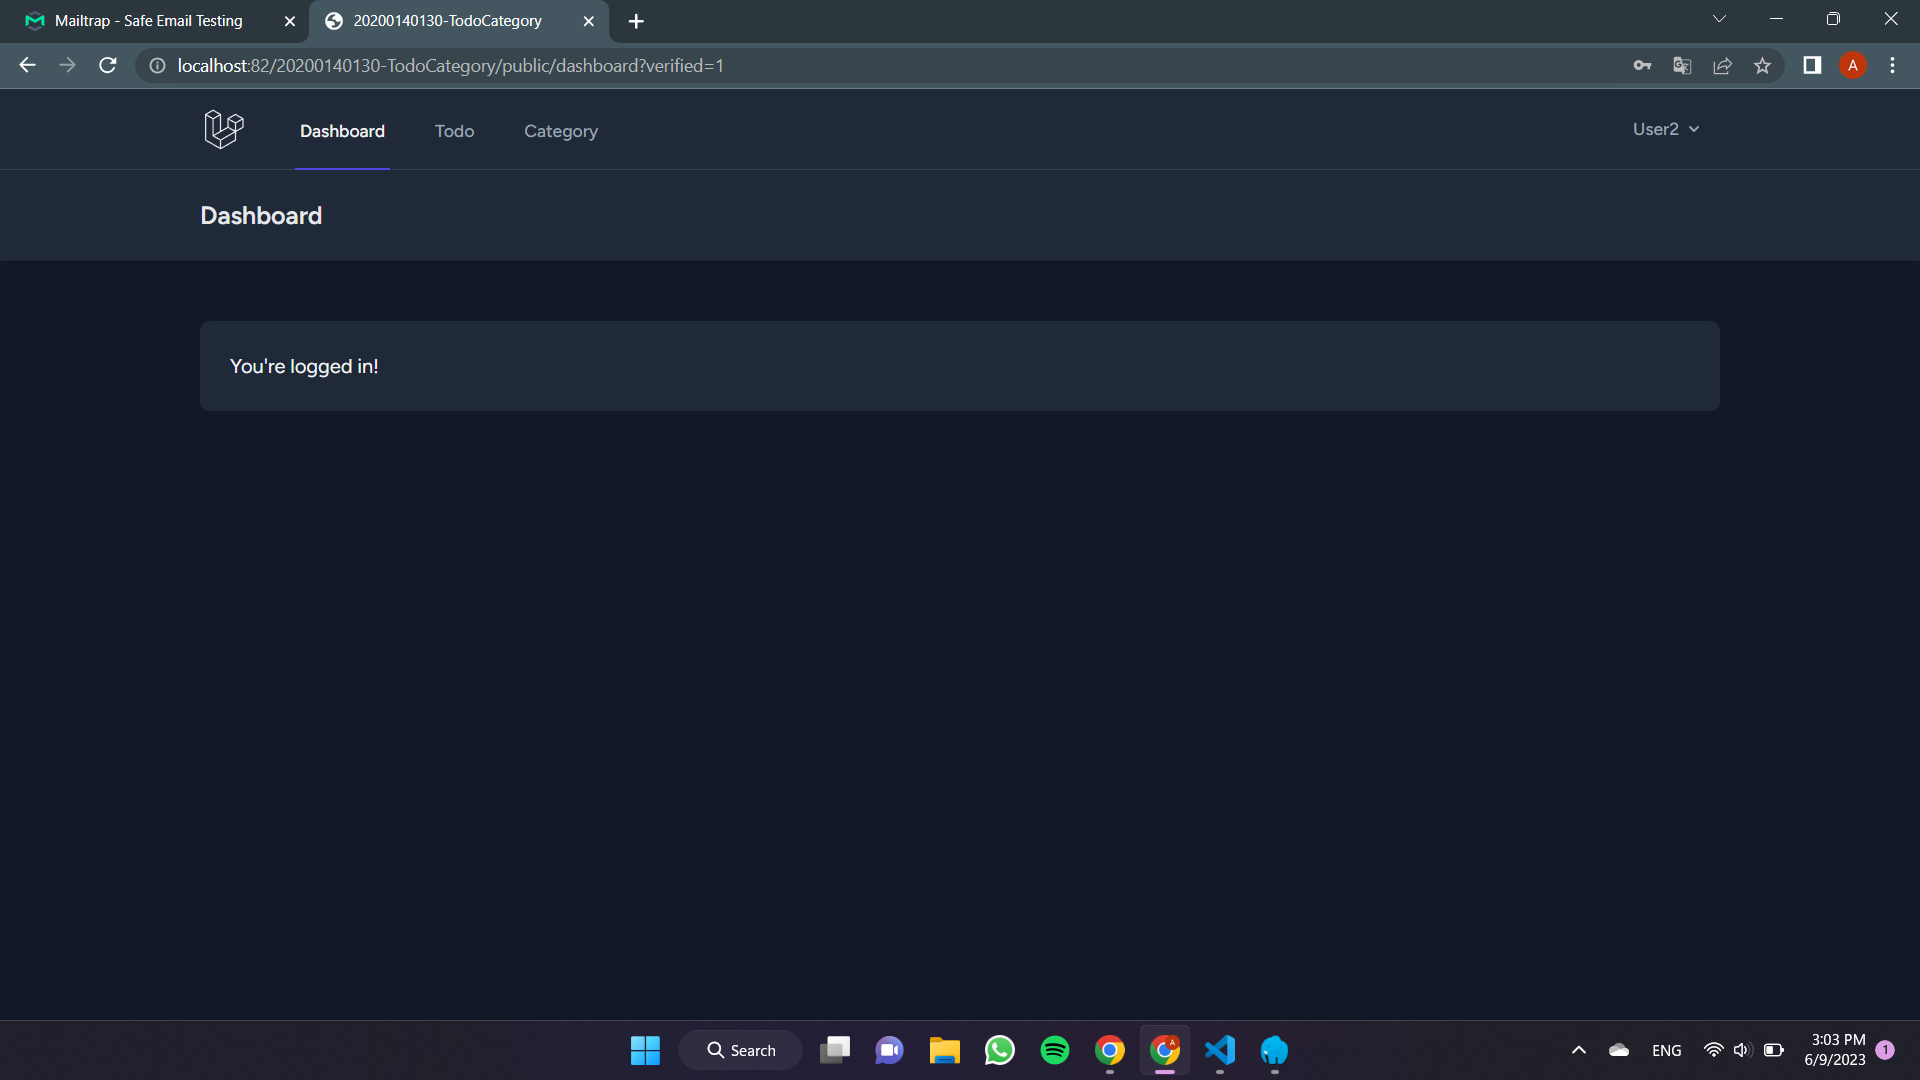 Mailtrap - Safe Email Testing
20200140130-TodoCategory
localhost:82/20200140130-TodoCategory/public/dashboard?verified=1
A
Dashboard Todo Category User2
Dashboard
You're logged in!
Search
A
ENG
3:03 PM
6/9/2023
1